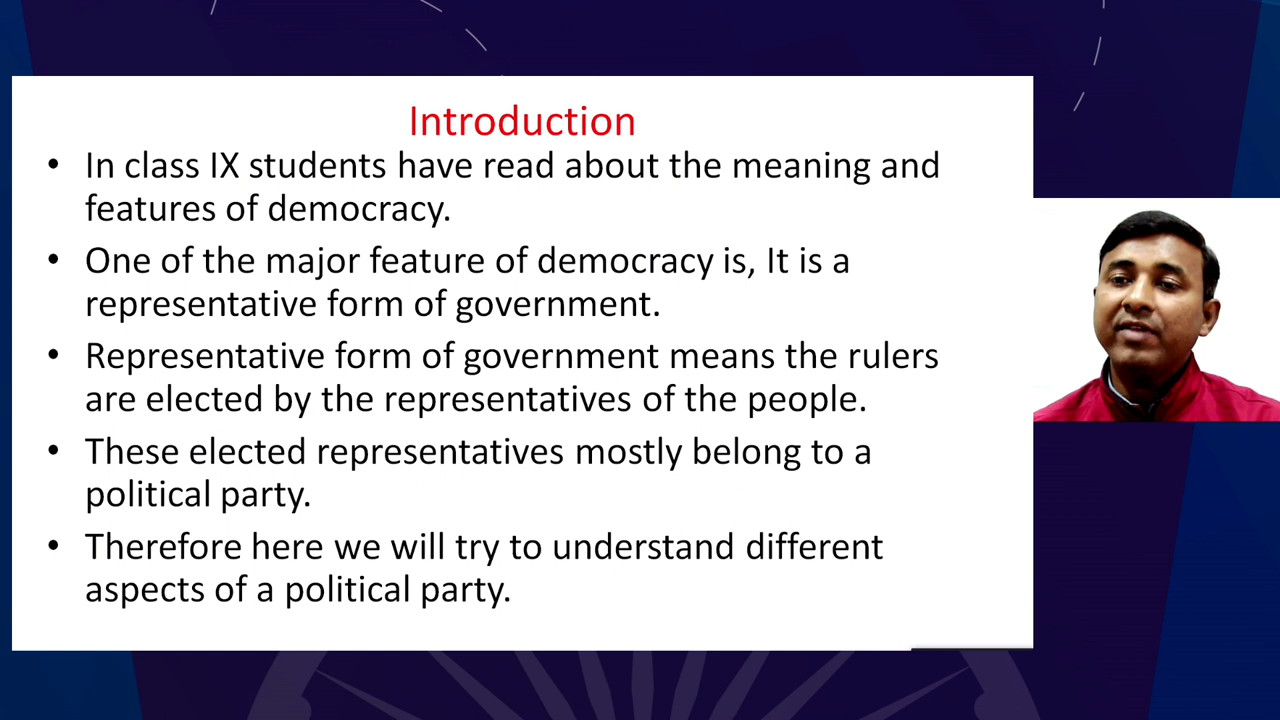 Introduction
• In class IX students have read about the meaning and
features of democracy.
• One of the major feature of democracy is, It is a
representative form of government.
• Representative form of government means the rulers
are elected by the representatives of the people.
• These elected representatives mostly belong to a
political party.
• Therefore here we will try to understand different
aspects of a political party.